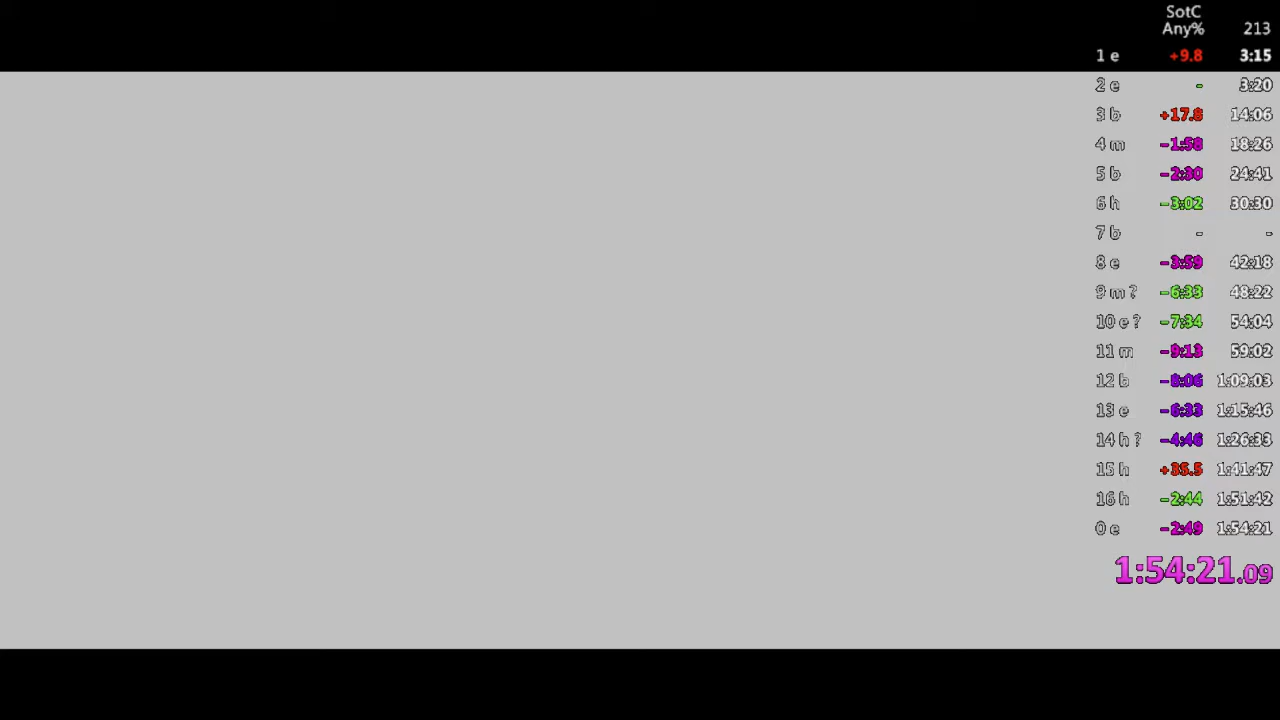 SotC
Any% 213
1 e +9.8 3:15
2 e - 3:20
3 b +17.8 14:06
4 m -1:58 18:26
5 b -2:30 24:41
6 h -3:02 30:30
7 b - -
8 e -3:59 42:18
9 m ? -6:33 48:22
10 e ? -7:34 54:04
11 m -9:13 59:02
12 b -8:06 1:09:03
13 e -6:33 1:15:46
14 h ? -4:46 1:26:33
15 h +35.5 1:41:47
16 h -2:44 1:51:42
0 e -2:49 1:54:21
1:54:21.09